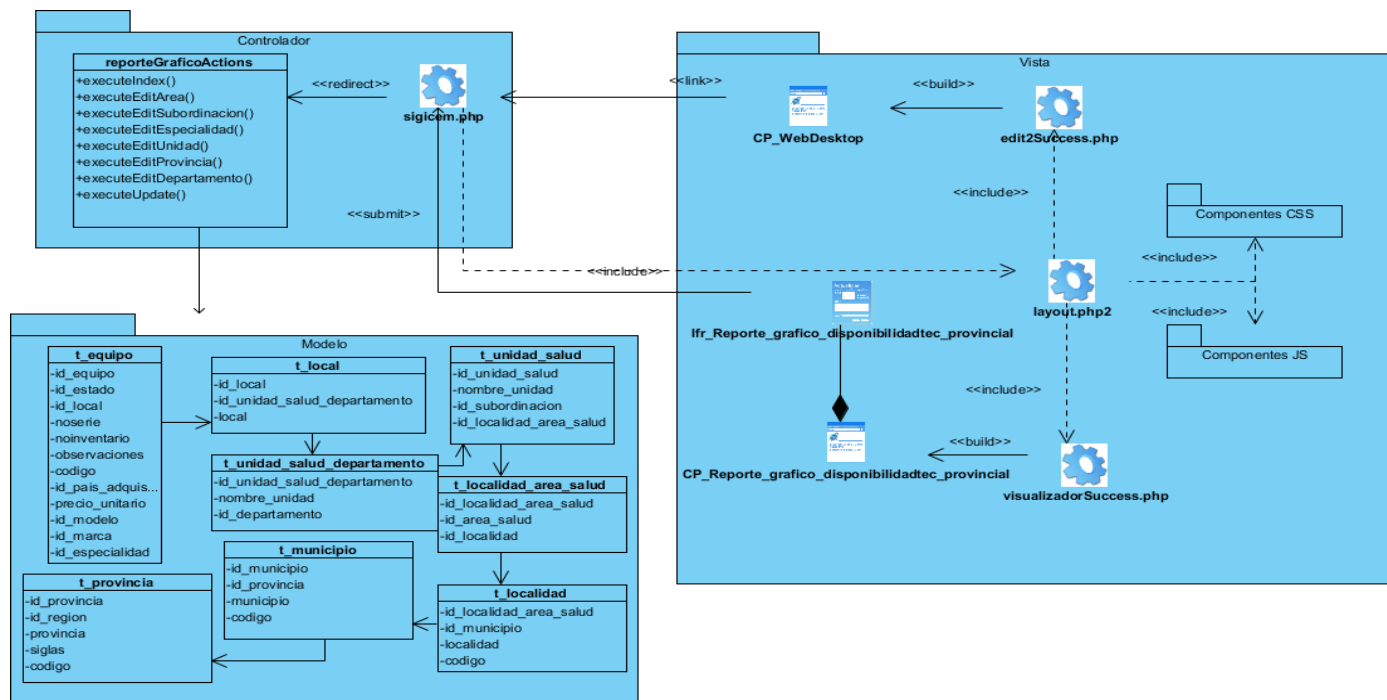 Controlador
reporteGraficoActions
+executeIndex()
+executeEditArea()
+executeEditSubordinacion()
+executeEditEspecialidad()
+executeEditUnidad()
+executeEditProvincia()
+executeEditDepartamento()
+executeUpdate()
<<redirect>>
sigicem.php
<<submit>>
<<link>>
<<include>>
Vista
CP_WebDesktop
<<build>>
edit2Success.php
<<include>>
Componentes CSS
<<include>>
layout.php2
<<include>>
Componentes JS
lfr_Reporte_grafico_disponibilidadtec_provincial
<<include>>
<<build>>
CP_Reporte_grafico_disponibilidadtec_provincial
visualizadorSuccess.php
Modelo
t_equipo
-id_equipo
-id_estado
-id_local
-noserie
-noinventario
-observaciones
-codigo
-id_pais_adquis...
-precio_unitario
-id_modelo
-id_marca
-id_especialidad
t_local
-id_local
-id_unidad_salud_departamento
-local
t_unidad_salud
-id_unidad_salud
-nombre_unidad
-id_subordinacion
-id_localidad_area_salud
t_unidad_salud_departamento
-id_unidad_salud_departamento
-nombre_unidad
-id_departamento
t_localidad_area_salud
-id_localidad_area_salud
-id_area_salud
-id_localidad
t_municipio
-id_municipio
-id_provincia
-municipio
-codigo
t_provincia
-id_provincia
-id_region
-provincia
-siglas
-codigo
t_localidad
-id_localidad_area_salud
-id_municipio
-localidad
-codigo